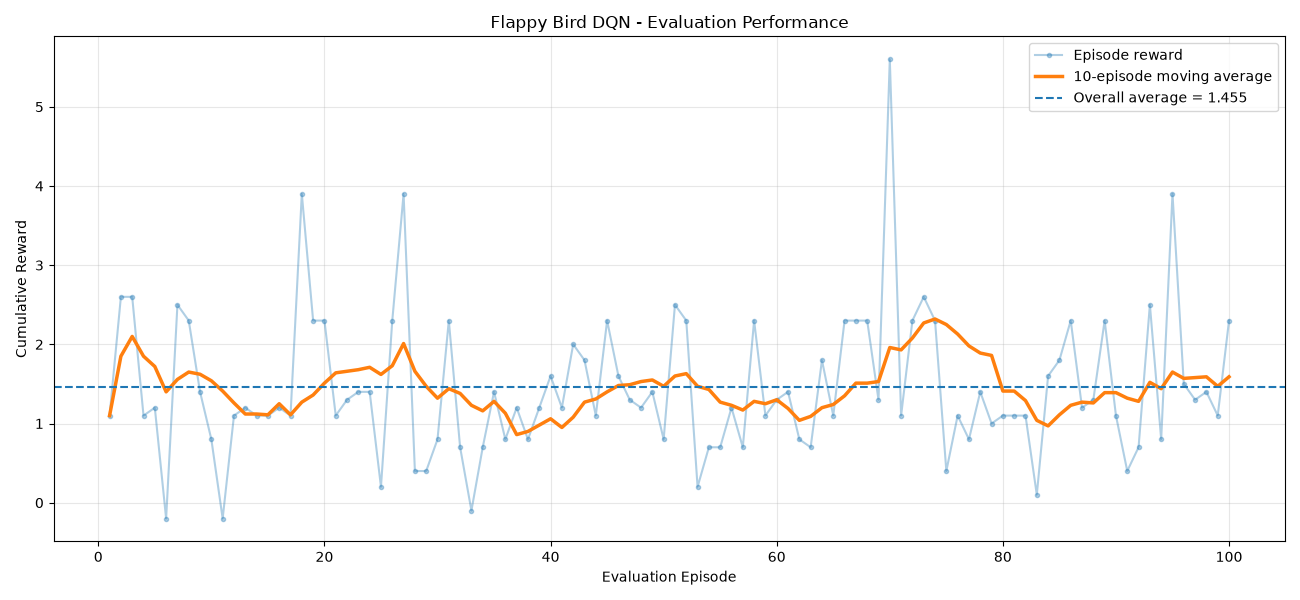 Flappy Bird DQN - Evaluation Performance
Episode reward
10-episode moving average
Overall average = 1.455
Cumulative Reward
5
4
3
2
1
0
0 20 40 60 80 100
Evaluation Episode